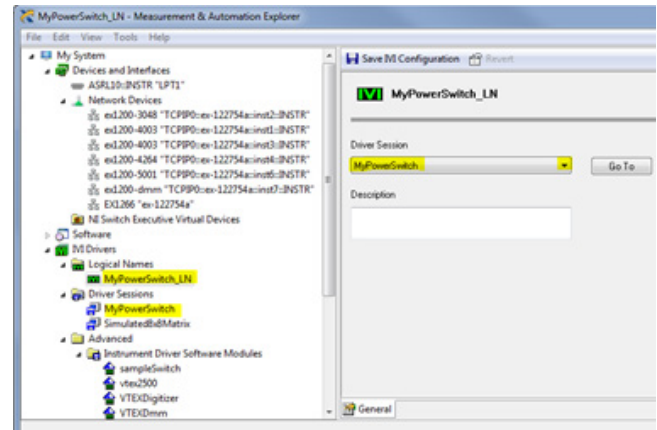 MyPowerSwitch_LN - Measurement & Automation Explorer
File Edit View Tools Help
My System
Devices and Interfaces
ASRL10::INSTR "LPT1"
Network Devices
ex1200-3048 "TCPIP0::ex-122754a::inst2::INSTR"
ex1200-4003 "TCPIP0::ex-122754a::inst1::INSTR"
ex1200-4003 "TCPIP0::ex-122754a::inst3::INSTR"
ex1200-4264 "TCPIP0::ex-122754a::inst4::INSTR"
ex1200-5001 "TCPIP0::ex-122754a::inst6::INSTR"
ex1200-dmm "TCPIP0::ex-122754a::inst7::INSTR"
EX1266 "ex-122754a"
NI Switch Executive Virtual Devices
Software
IVI Drivers
Logical Names
MyPowerSwitch_LN
Driver Sessions
MyPowerSwitch
Simulated8x8Matrix
Advanced
Instrument Driver Software Modules
sampleSwitch
vtex2500
VTEXDigitizer
VTEXDmm
Save IVI Configuration Revert
IVI MyPowerSwitch_LN
Driver Session
MyPowerSwitch Go To
Description
General